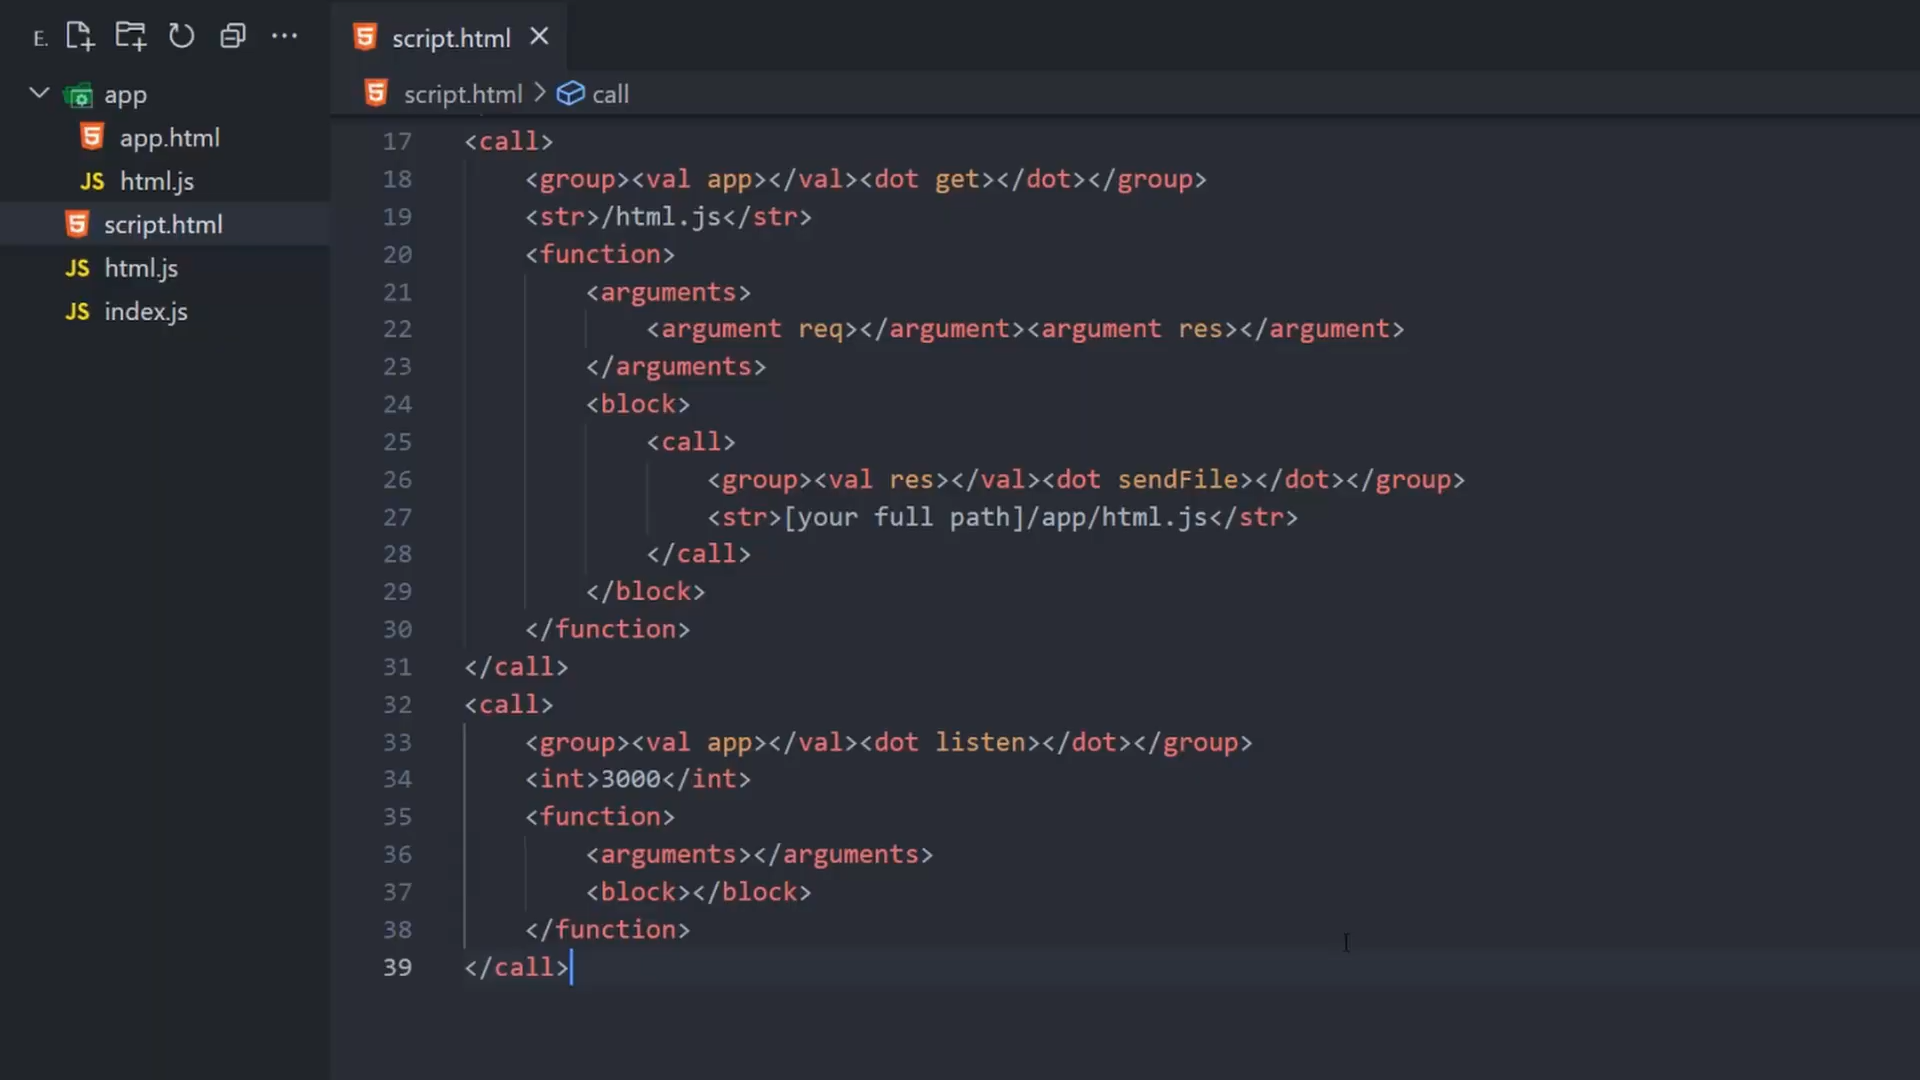 E.
script.html
app
app.html
JS html.js
script.html
JS html.js
JS index.js
script.html > call
17 <call>
18 <group><val app></val><dot get></dot></group>
19 <str>/html.js</str>
20 <function>
21 <arguments>
22 <argument req></argument><argument res></argument>
23 </arguments>
24 <block>
25 <call>
26 <group><val res></val><dot sendFile></dot></group>
27 <str>[your full path]/app/html.js</str>
28 </call>
29 </block>
30 </function>
31 </call>
32 <call>
33 <group><val app></val><dot listen></dot></group>
34 <int>3000</int>
35 <function>
36 <arguments></arguments>
37 <block></block>
38 </function>
39 </call>